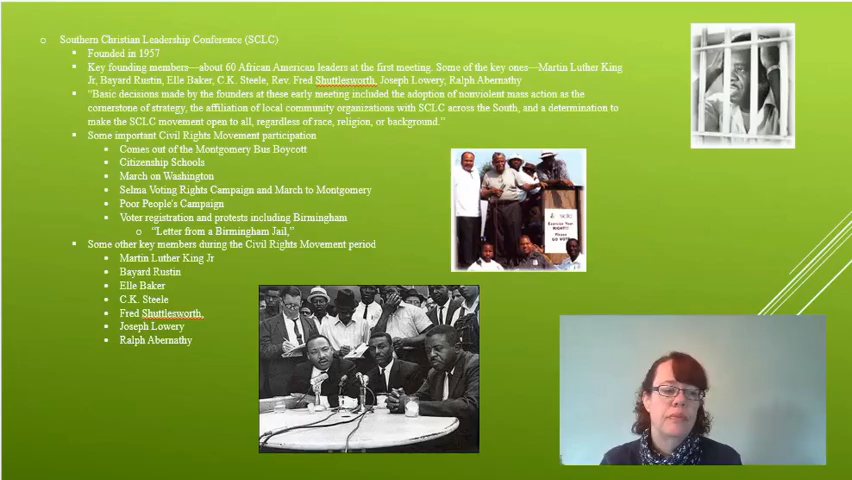 Southern Christian Leadership Conference (SCLC)
Founded in 1957
Key founding members—about 60 African American leaders at the first meeting. Some of the key ones—Martin Luther King
Jr, Bayard Rustin, Elle Baker, C.K. Steele, Rev. Fred Shuttlesworth, Joseph Lowery, Ralph Abernathy
"Basic decisions made by the founders at these early meeting included the adoption of nonviolent mass action as the
cornerstone of strategy, the affiliation of local community organizations with SCLC across the South, and a determination to
make the SCLC movement open to all, regardless of race, religion, or background."
Some important Civil Rights Movement participation
Comes out of the Montgomery Bus Boycott
Citizenship Schools
March on Washington
Selma Voting Rights Campaign and March to Montgomery
Poor People's Campaign
Voter registration and protests including Birmingham
"Letter from a Birmingham Jail,"
Some other key members during the Civil Rights Movement period
Martin Luther King Jr
Bayard Rustin
Elle Baker
C.K. Steele
Fred Shuttlesworth,
Joseph Lowery
Ralph Abernathy
sclc
Exercise Your
RIGHT!!
Please
GO VOTE